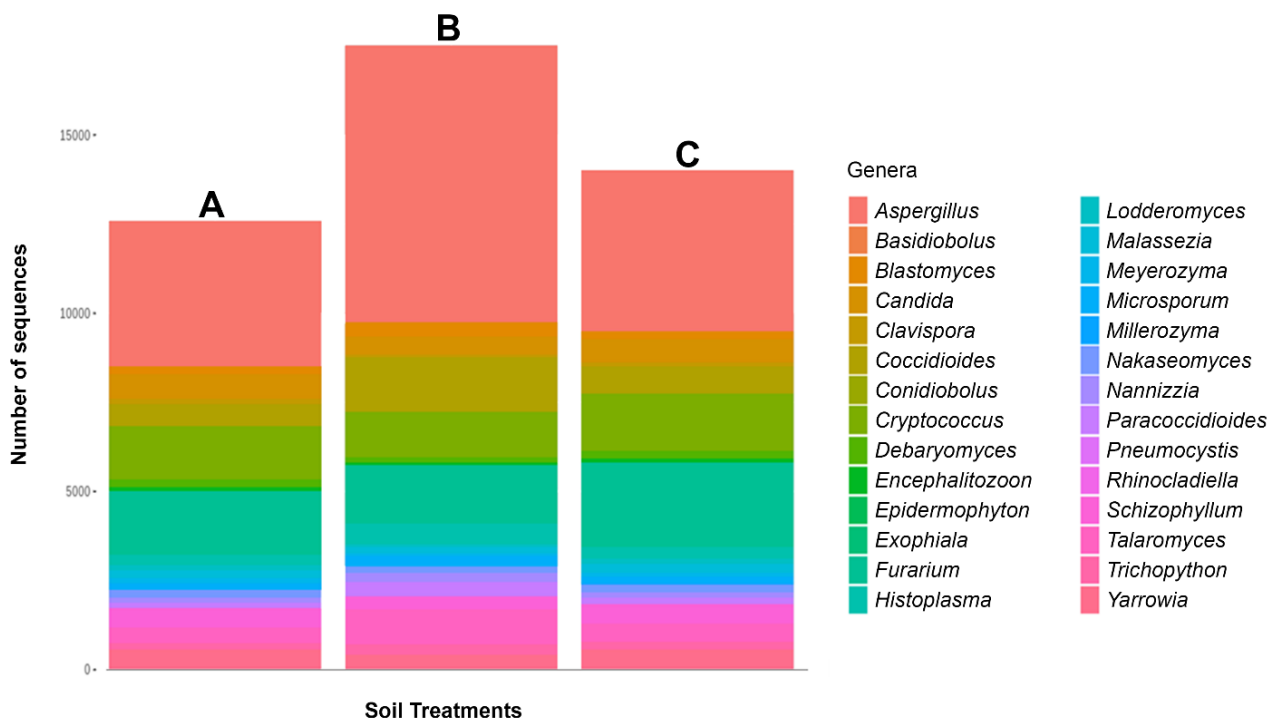 A
B
C
15000
10000
5000
0
Number of sequences
Soil Treatments
Genera
Aspergillus
Basidiobolus
Blastomyces
Candida
Clavispora
Coccidioides
Conidiobolus
Cryptococcus
Debaryomyces
Encephalitozoon
Epidermophyton
Exophiala
Furarium
Histoplasma
Lodderomyces
Malassezia
Meyerozyma
Microsporum
Millerozyma
Nakaseomyces
Nannizzia
Paracoccidioides
Pneumocystis
Rhinocladiella
Schizophyllum
Talaromyces
Trichopython
Yarrowia